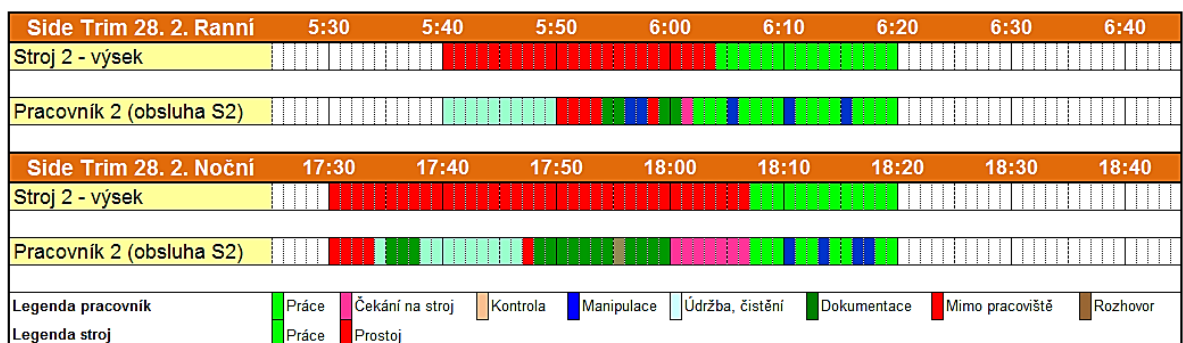 Side Trim 28. 2. Ranní 5:30 5:40 5:50 6:00 6:10 6:20 6:30 6:40
Stroj 2 - výsek
Pracovník 2 (obsluha S2)
Side Trim 28. 2. Noční 17:30 17:40 17:50 18:00 18:10 18:20 18:30 18:40
Stroj 2 - výsek
Pracovník 2 (obsluha S2)
Legenda pracovník Práce Čekání na stroj Kontrola Manipulace Údržba, čistění Dokumentace Mimo pracoviště Rozhovor
Legenda stroj Práce Prostoj